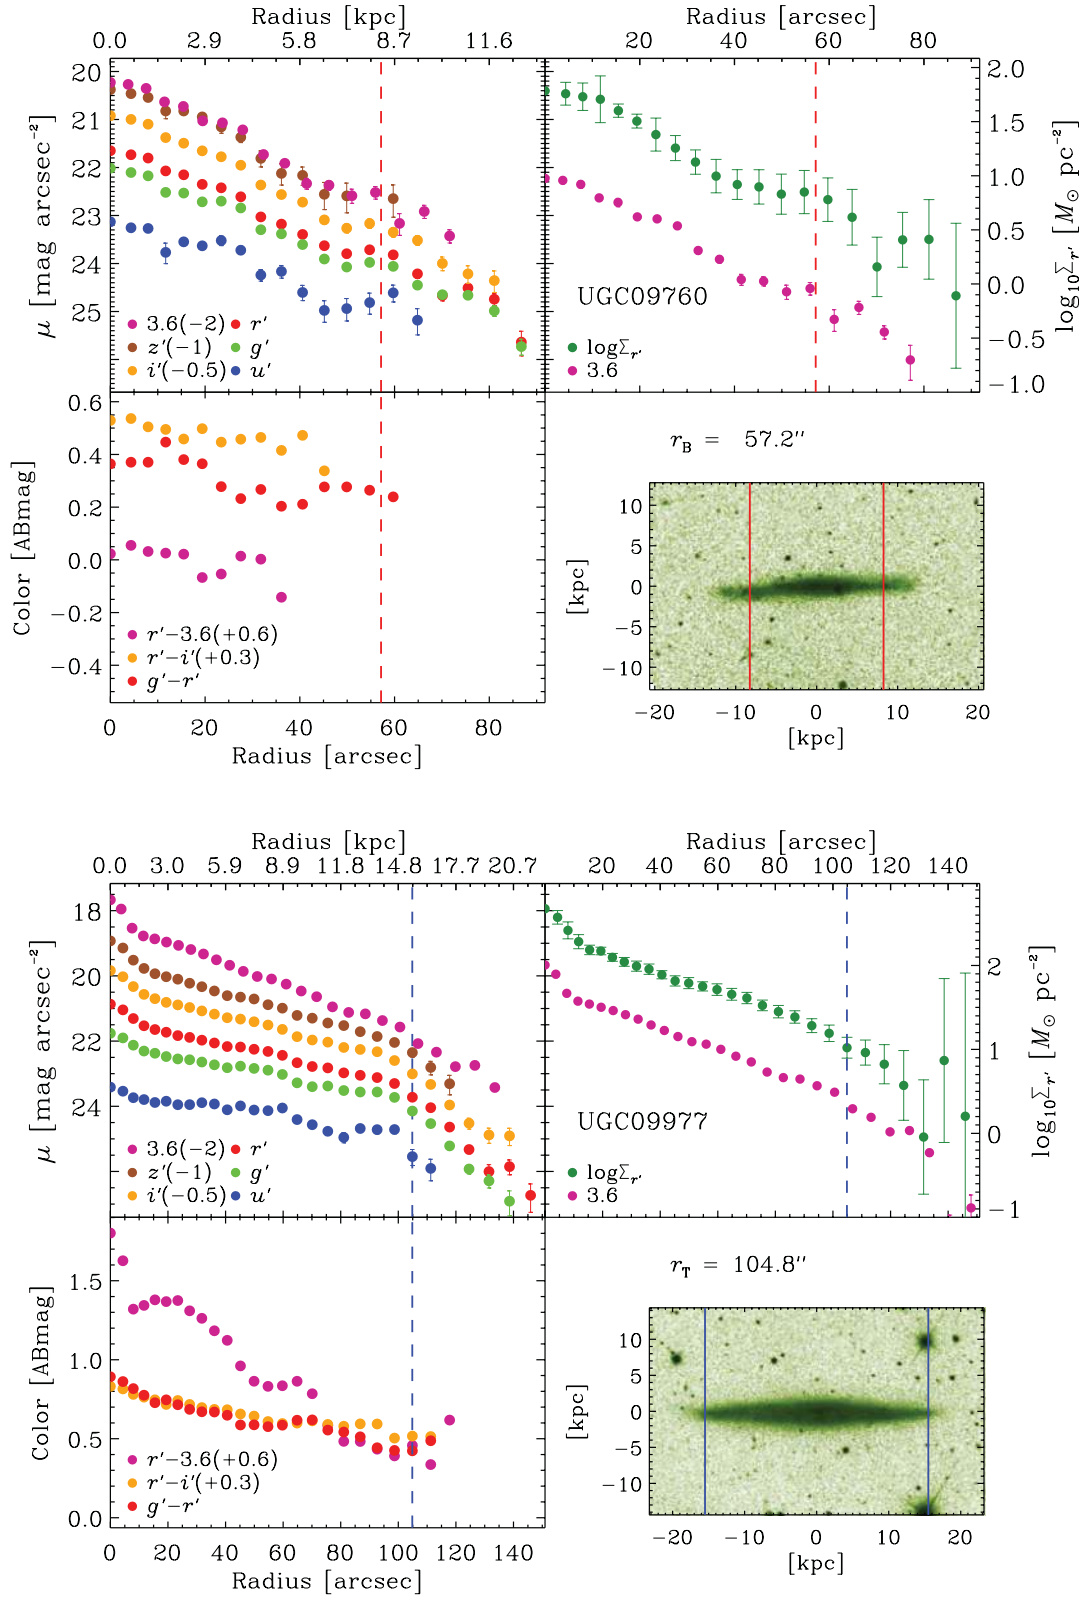 Radius [kpc]
0.0 2.9 5.8 8.7 11.6
Radius [arcsec]
20 40 60 80
μ [mag arcsec⁻²]
20
21
22
23
24
25
3.6(−2) r′
z′(−1) g′
i′(−0.5) u′
UGC09760
logΣr′
3.6
log₁₀Σr′ [M⊙ pc⁻²]
2.0
1.5
1.0
0.5
0.0
−0.5
−1.0
Color [ABmag]
0.6
0.4
0.2
0.0
−0.2
−0.4
r′−3.6(+0.6)
r′−i′(+0.3)
g′−r′
0 20 40 60 80
Radius [arcsec]
rB = 57.2″
[kpc]
10
5
0
−5
−10
−20 −10 0 10 20
[kpc]
Radius [kpc]
0.0 3.0 5.9 8.9 11.8 14.8 17.7 20.7
Radius [arcsec]
20 40 60 80 100 120 140
μ [mag arcsec⁻²]
18
20
22
24
3.6(−2) r′
z′(−1) g′
i′(−0.5) u′
UGC09977
logΣr′
3.6
log₁₀Σr′ [M⊙ pc⁻²]
2
1
0
−1
Color [ABmag]
1.5
1.0
0.5
0.0
r′−3.6(+0.6)
r′−i′(+0.3)
g′−r′
0 20 40 60 80 100 120 140
Radius [arcsec]
rT = 104.8″
[kpc]
10
5
0
−5
−10
−20 −10 0 10 20
[kpc]